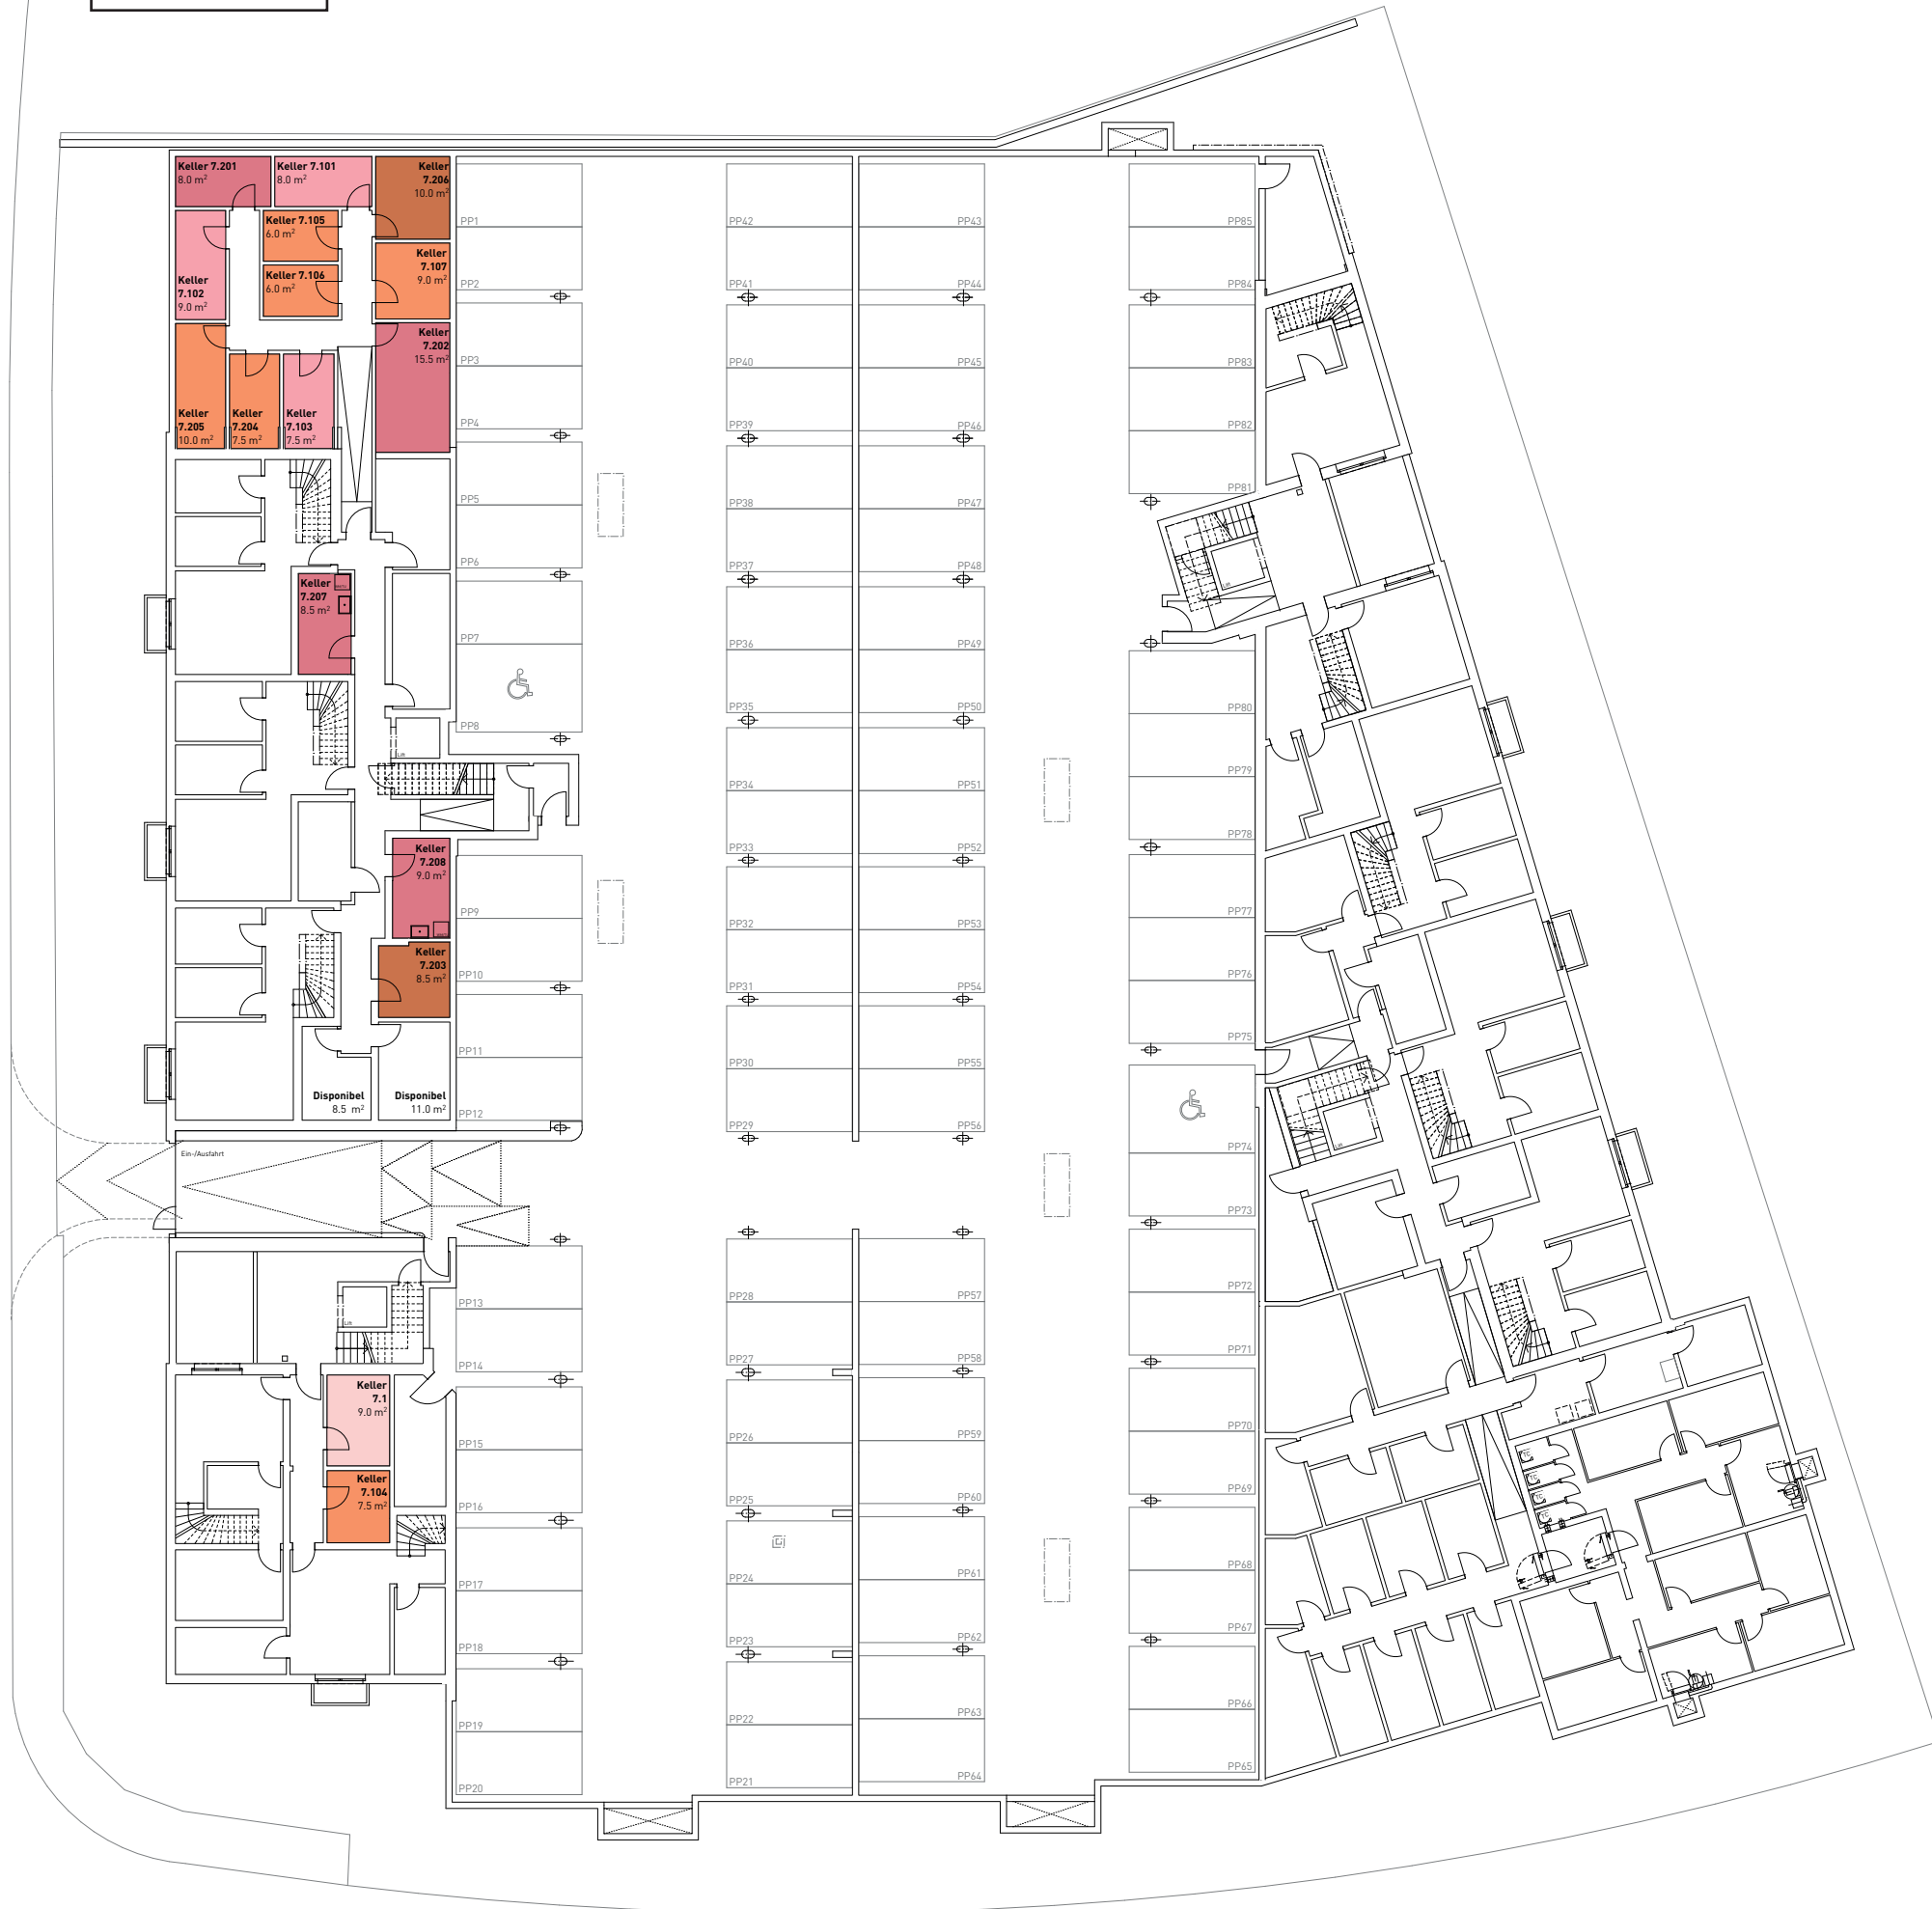 Keller 7.201
8.0 m²
Keller 7.101
8.0 m²
Keller
7.206
10.0 m²
Keller 7.105
6.0 m²
Keller
7.107
9.0 m²
Keller 7.106
6.0 m²
Keller
7.102
9.0 m²
Keller
7.202
15.5 m²
Keller
7.205
10.0 m²
Keller
7.204
7.5 m²
Keller
7.103
7.5 m²
Keller
7.207
8.5 m²
Lift
Keller
7.208
9.0 m²
Keller
7.203
8.5 m²
Disponibel
8.5 m²
Disponibel
11.0 m²
Ein-/Ausfahrt
Lift
Keller
7.1
9.0 m²
Keller
7.104
7.5 m²
PP1
PP2
PP3
PP4
PP5
PP6
PP7
PP8
PP9
PP10
PP11
PP12
PP13
PP14
PP15
PP16
PP17
PP18
PP19
PP20
PP42
PP41
PP40
PP39
PP38
PP37
PP36
PP35
PP34
PP33
PP32
PP31
PP30
PP29
PP28
PP27
PP26
PP25
PP24
PP23
PP22
PP21
PP43
PP44
PP45
PP46
PP47
PP48
PP49
PP50
PP51
PP52
PP53
PP54
PP55
PP56
PP57
PP58
PP59
PP60
PP61
PP62
PP63
PP64
PP85
PP84
PP83
PP82
PP81
PP80
PP79
PP78
PP77
PP76
PP75
PP74
PP73
PP72
PP71
PP70
PP69
PP68
PP67
PP66
PP65
Lift
Lift